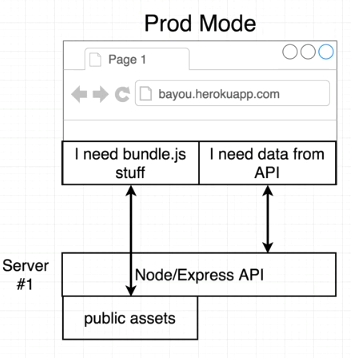 Prod Mode
Page 1
bayou.herokuapp.com
I need bundle.js
stuff
I need data from
API
Server
#1
Node/Express API
public assets